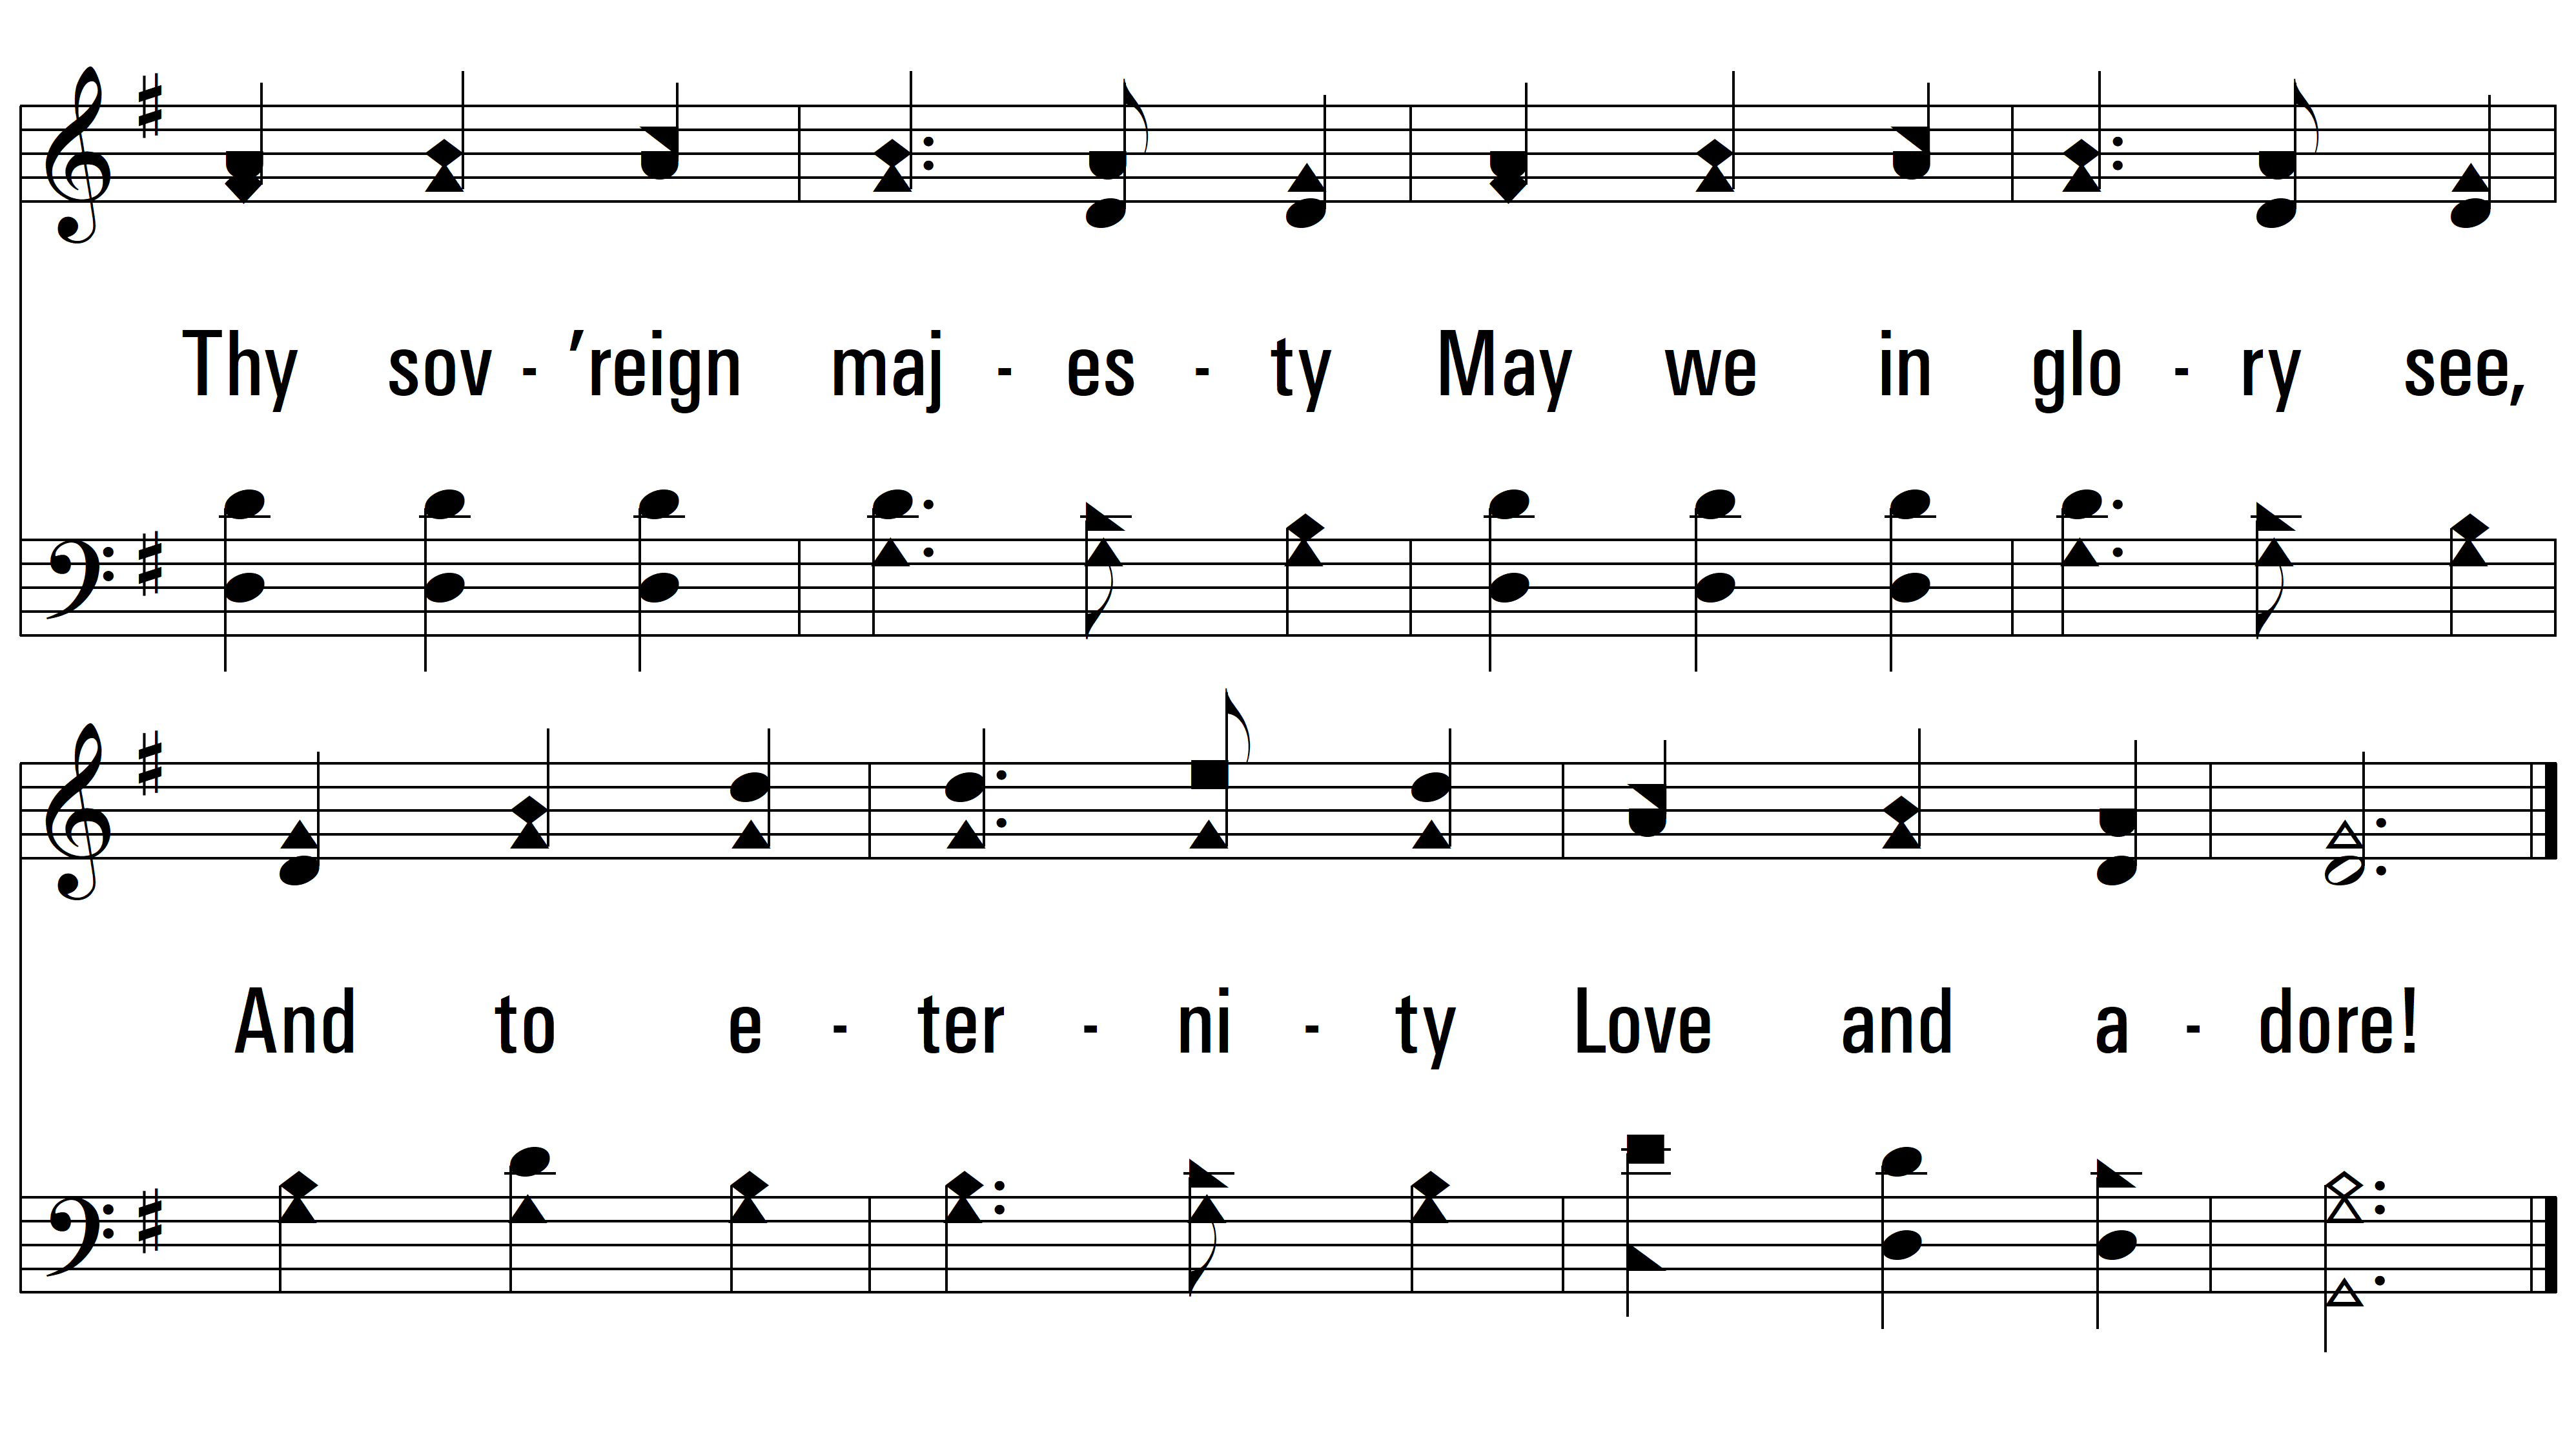 Thy sov - ’reign maj - es - ty May we in glo - ry see,
And to e - ter - ni - ty Love and a - dore!